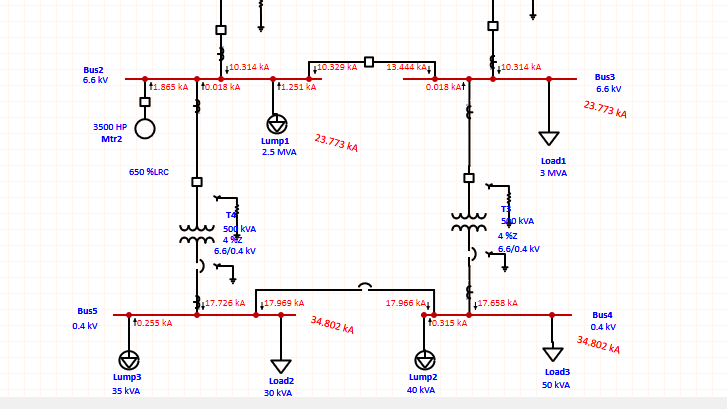 10.314 kA
10.329 kA
13.444 kA
10.314 kA
Bus2
6.6 kV
1.865 kA
0.018 kA
1.251 kA
0.018 kA
Bus3
6.6 kV
23.773 kA
3500 HP
Mtr2
Lump1
2.5 MVA
23.773 kA
Load1
3 MVA
650 %LRC
T4
500 kVA
4 %Z
6.6/0.4 kV
T3
500 kVA
4 %Z
6.6/0.4 kV
17.726 kA
17.969 kA
17.966 kA
17.658 kA
Bus5
0.4 kV
0.255 kA
34.802 kA
0.315 kA
Bus4
0.4 kV
34.802 kA
Lump3
35 kVA
Load2
30 kVA
Lump2
40 kVA
Load3
50 kVA